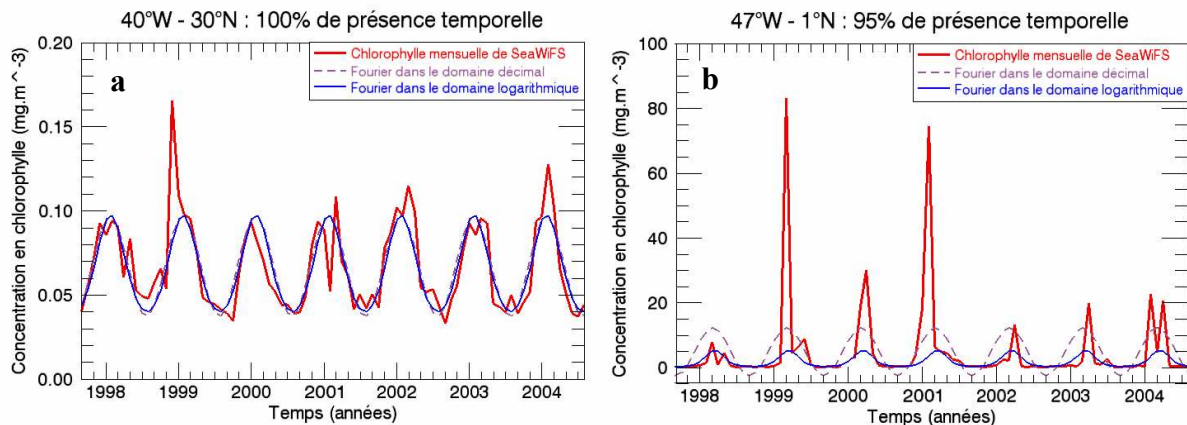 40°W - 30°N : 100% de présence temporelle
Concentration en chlorophylle (mg.m^-3)
0.20
0.15
0.10
0.05
0.00
a
Chlorophylle mensuelle de SeaWiFS
Fourier dans le domaine décimal
Fourier dans le domaine logarithmique
1998 1999 2000 2001 2002 2003 2004
Temps (années)
47°W - 1°N : 95% de présence temporelle
Concentration en chlorophylle (mg.m^-3)
100
80
60
40
20
0
b
Chlorophylle mensuelle de SeaWiFS
Fourier dans le domaine décimal
Fourier dans le domaine logarithmique
1998 1999 2000 2001 2002 2003 2004
Temps (années)